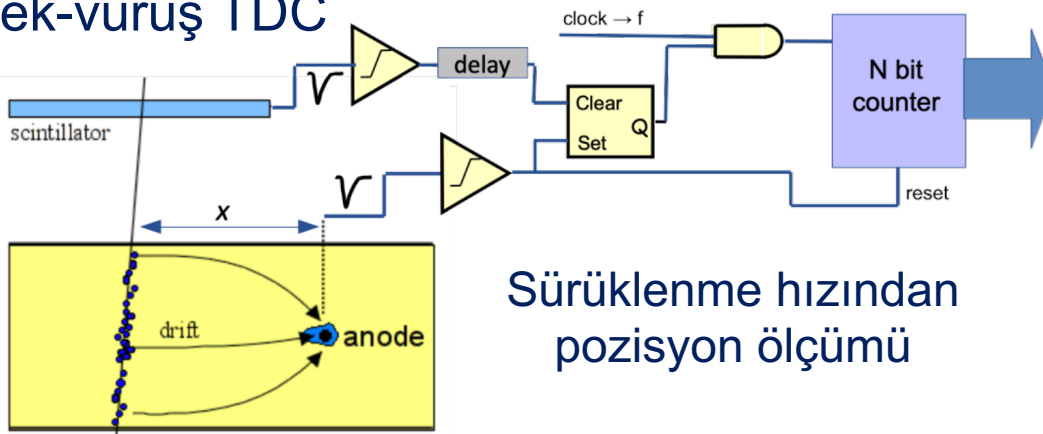 ek-vuruş TDC
clock → f
delay
N bit
counter
Clear
Q
Set
scintillator
reset
x
drift
anode
Sürüklenme hızından
pozisyon ölçümü